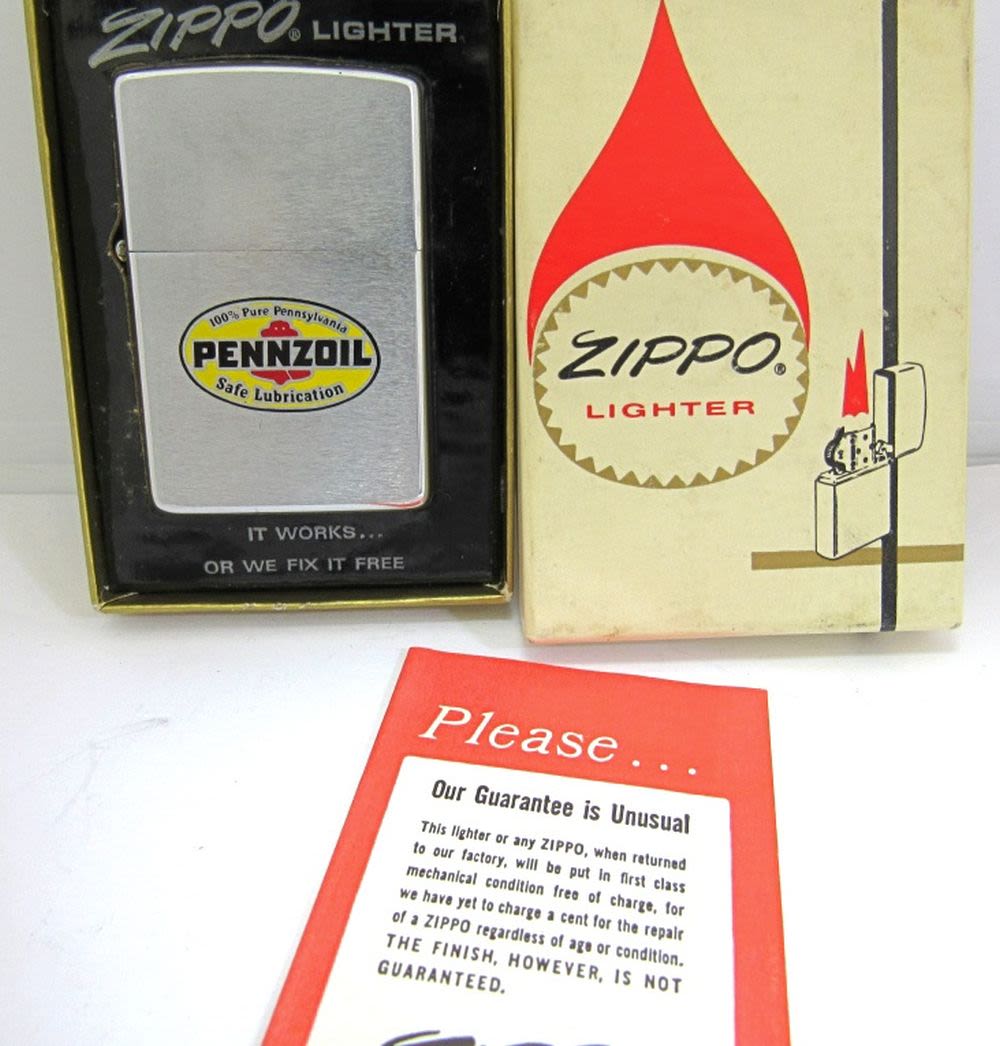 ZIPPO® LIGHTER
100% Pure Pennsylvania
PENNZOIL
Safe Lubrication
IT WORKS...
OR WE FIX IT FREE
ZIPPO®
LIGHTER
Please...
Our Guarantee is Unusual
This lighter or any ZIPPO, when returned
to our factory, will be put in first class
mechanical condition free of charge, for
we have yet to charge a cent for the repair
of a ZIPPO regardless of age or condition.
THE FINISH, HOWEVER, IS NOT
GUARANTEED.